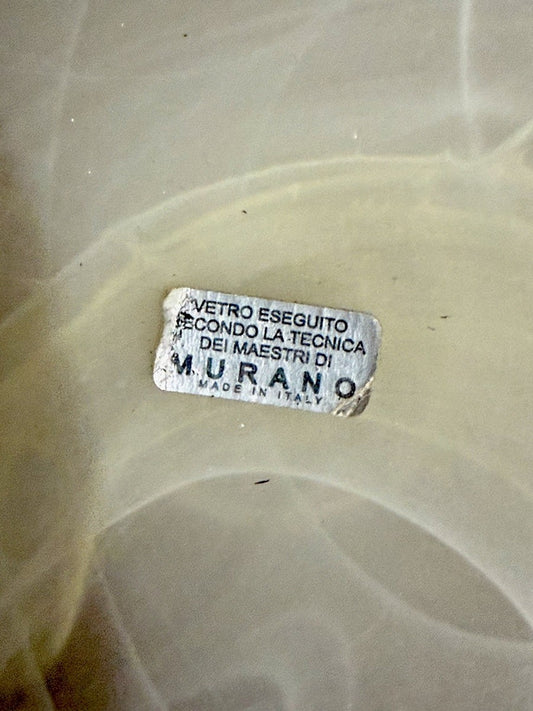 VETRO ESEGUITO
SECONDO LA TECNICA
DEI MAESTRI DI
MURANO
MADE IN ITALY